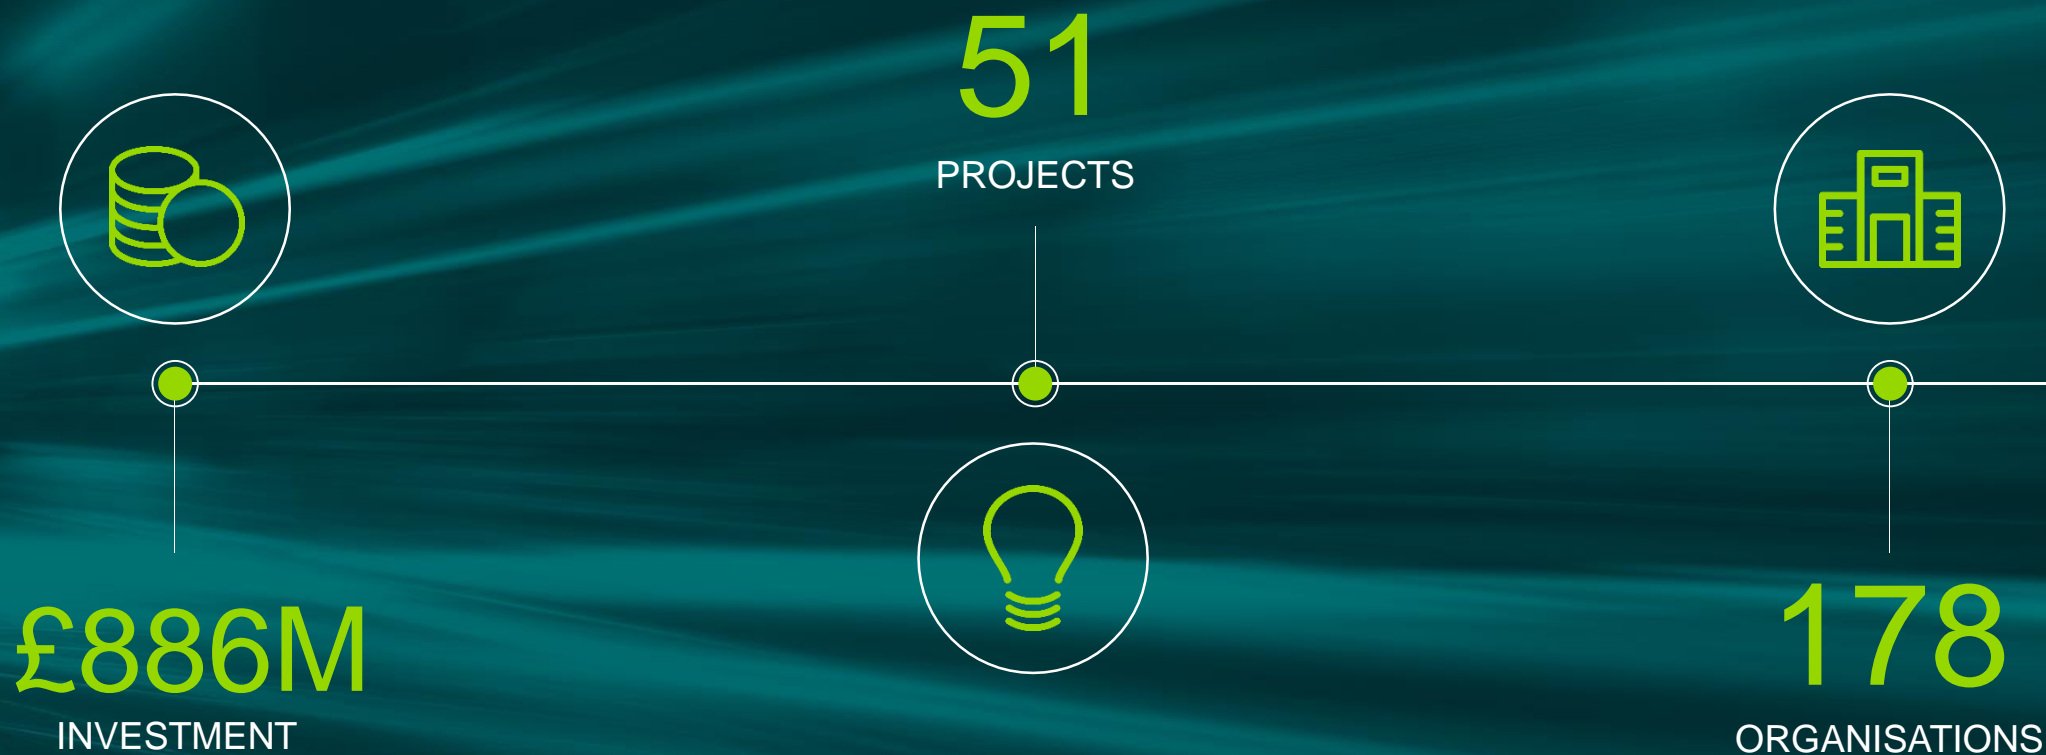 £886M
INVESTMENT
51
PROJECTS
178
ORGANISATIONS